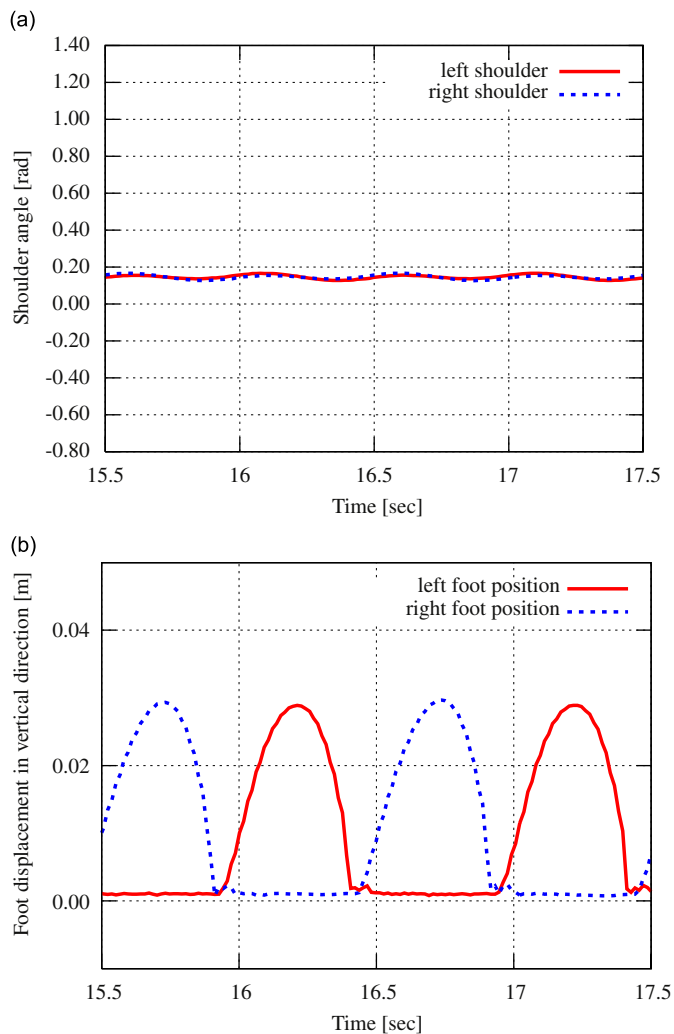 (a)
1.40
1.20
1.00
0.80
0.60
0.40
0.20
0.00
-0.20
-0.40
-0.60
-0.80
Shoulder angle [rad]
left shoulder
right shoulder
15.5 16 16.5 17 17.5
Time [sec]
(b)
0.04
0.02
0.00
Foot displacement in vertical direction [m]
left foot position
right foot position
15.5 16 16.5 17 17.5
Time [sec]